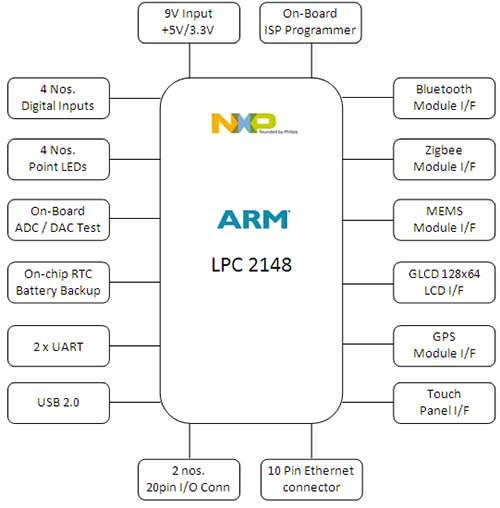 9V Input
+5V/3.3V
On-Board
ISP Programmer
4 Nos.
Digital Inputs
4 Nos.
Point LEDs
On-Board
ADC / DAC Test
On-chip RTC
Battery Backup
2 x UART
USB 2.0
NXP
founded by Philips
ARM
LPC 2148
Bluetooth
Module I/F
Zigbee
Module I/F
MEMS
Module I/F
GLCD 128x64
LCD I/F
GPS
Module I/F
Touch
Panel I/F
2 nos.
20pin I/O Conn
10 Pin Ethernet
connector